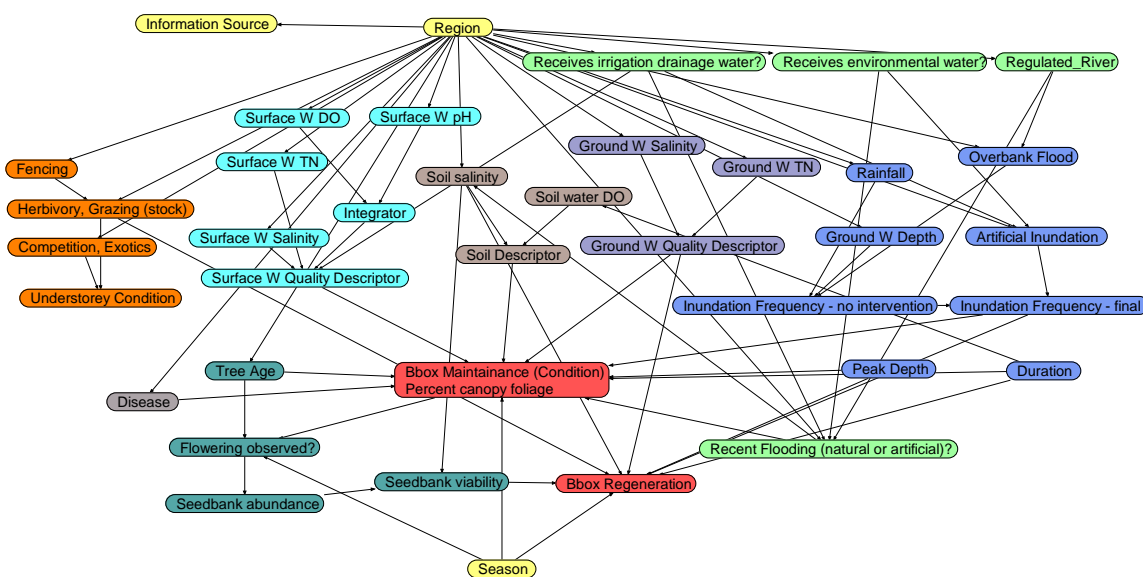 Information Source
Region
Receives irrigation drainage water?
Receives environmental water?
Regulated_River
Surface W DO
Surface W pH
Ground W Salinity
Overbank Flood
Surface W TN
Fencing
Soil salinity
Ground W TN
Rainfall
Soil water DO
Herbivory, Grazing (stock)
Integrator
Surface W Salinity
Ground W Depth
Artificial Inundation
Competition, Exotics
Ground W Quality Descriptor
Soil Descriptor
Surface W Quality Descriptor
Understorey Condition
Inundation Frequency - no intervention
Inundation Frequency - final
Tree Age
Bbox Maintainance (Condition)
Percent canopy foliage
Peak Depth
Duration
Disease
Flowering observed?
Recent Flooding (natural or artificial)?
Seedbank viability
Bbox Regeneration
Seedbank abundance
Season